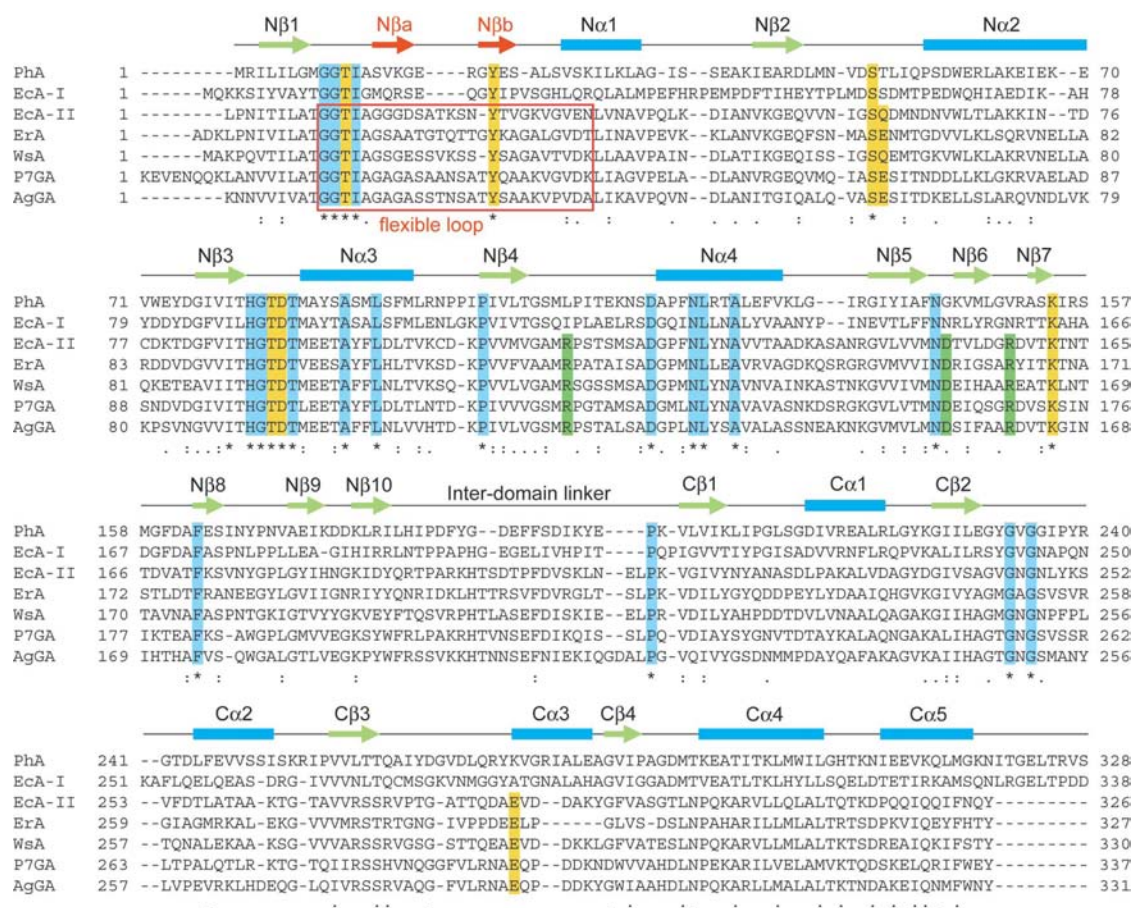 Nβ1 Nβa Nβb Nα1 Nβ2 Nα2
PhA 1 ----------MRILILGMGGTIASVKGE----RGYES-ALSVSKILKLAG-IS--SEAKIEARDLMN-VDSTLIQPSDWERLAKEIEK--E 70
EcA-I 1 -------MQKKSIYVAYTGGTIGMQRSE----QGYIPVSGHLQRQLALMPEFHRPEMPDFTIHEYTPLMDSSDMTPEDWQHIAEDIK--AH 78
EcA-II 1 --------LPNITILATGGTIAGGGDSATKSN-YTVGKVGVENLVNAVPQLK--DIANVKGEQVVN-IGSQDMNDNVWLTLAKKIN--TD 76
ErA 1 -----ADKLPNIVILATGGTIAGSAATGTQTTGYKAGALGVDTLINAVPEVK--KLANVKGEQFSN-MASENMTGDVVLKLSQRVNELLA 82
WsA 1 ------MAKPQVTILATGGTIAGSGESSVKSS-YSAGAVTVDKLLAAVPAIN--DLATIKGEQISS-IGSQEMTGKVWLKLAKRVNELLA 80
P7GA 1 KEVENQQKLANVVILATGGTIAGAGASAANSATYQAAKVGVDKLIAGVPELA--DLANVRGEQVMQ-IASESITNDDLLKLGKRVAELAD 87
AgGA 1 --------KNNVVIVATGGTIAGAGASSTNSATYSAAKVPVDALIKAVPQVN--DLANITGIQALQ-VASESITDKELLSLARQVNDLVK 79
: : ****. flexible loop * : : . : *
Nβ3 Nα3 Nβ4 Nα4 Nβ5 Nβ6 Nβ7
PhA 71 VWEYDGIVITHGTDTMAYSASMLSFMLRNPPIPIVLTGSMLPITEKNSDAPFNLRTALEFVKLG---IRGIYIAFNGKVMLGVRASKIRS 157
EcA-I 79 YDDYDGFVILHGTDTMAYTASALSFMLENLGKPVIVTGSQIPLAELRSDGQINLLNALYVAANYP--INEVTLFFNNRLYRGNRTTKAHA 166
EcA-II 77 CDKTDGFVITHGTDTMEETAYFLDLTVKCD-KPVVMVGAMRPSTSMSADGPFNLYNAVVTAADKASANRGVLVVMNDTVLDGRDVTKTNT 165
ErA 83 RDDVDGVVITHGTDTVEESAYFLHLTVKSD-KPVVFVAAMRPATAISADGPMNLLEAVRVAGDKQSRGRGVMVVINDRIGSARYITKTNA 171
WsA 81 QKETEAVIITHGTDTMEETAFFLNLTVKSQ-KPVVLVGAMRSGSSMSADGPMNLYNAVNVAINKASTNKGVVIVMNDEIHAAREATKLNT 169
P7GA 88 SNDVDGIVITHGTDTLEETAYFLDLTLNTD-KPIVVVGSMRPGTAMSADGMLNLYNAVAVASNKDSRGKGVLVTMNDEIQSGRDVSKSIN 176
AgGA 80 KPSVNGVVITHGTDTMEETAFFLNLVVHTD-KPIVLVGSMRPSTALSADGPLNLYSAVALASSNEAKNKGVMVLMNDSIFAARDVTKGIN 168
Nβ8 Nβ9 Nβ10 Inter-domain linker Cβ1 Cα1 Cβ2
PhA 158 MGFDAFESINYPNVAEIKDDKLRILHIPDFYG--DEFFSDIKYE----PK-VLVIKLIPGLSGDIVREALRLGYKGIILEGYGVGGIPYR 240
EcA-I 167 DGFDAFASPNLPPLLEA-GIHIRRLNTPPAPHG-EGELIVHPIT----PQPIGVVTIYPGISADVVRNFLRQPVKALILRSYGVGNAPQN 250
EcA-II 166 TDVATFKSVNYGPLGYIHNGKIDYQRTPARKHTSDTPFDVSKLN--ELPKVGIVYNYANASDLPAKALVDAGYDGIVSAGVGNGNLYKS 252
ErA 172 STLDTFRANEEGYLGVIIGNRIYYQNRIDKLHTTRSVFDVRGLT--SLPKVDILYGYQDDPEYLYDAAIQHGVKGIVYAGMGAGSVSVR 258
WsA 170 TAVNAFASPNTGKIGTVYYGKVEYFTQSVRPHTLASEFDISKIE--ELPKVDILYAHPDDTDVLVNAALQAGAKGIIHAGMGNGNPFPL 256
P7GA 177 IKTEAFKS-AWGPLGMVVEGKSYWFRLPAKRHTVNSEFDIKQIS--SLPQ-VDIAYSYGNVTDTAYKALAQNGAKALIHAGTGNGSVSSR 262
AgGA 169 IHTHAFVS-QWGALGTLVEGKPYWFRSSVKKHTNNSEFNIEKIQGDALPG-VQIVYGSDNMMPDAYQAFAKAGVKAIIHAGTGNGSMANY 256
Cα2 Cβ3 Cα3 Cβ4 Cα4 Cα5
PhA 241 --GTDLFEVVSSISKRIPVVLTTQAIYDGVDLQRYKVGRIALEAGVIPAGDMTKEATITKLMWILGHTKNIEEVKQLMGKNITGELTRVS 328
EcA-I 251 KAFLQELQEAS-DRG-IVVVNLTQCMSGKVNMGGYATGNALAHAGVIGGADMTVEATLTKLHYLLSQELDTETIRKAMSQNLRGELTPDD 338
EcA-II 253 --VFDTLATAA-KTG-TAVVRSSRVPTG-ATTQDAEVD--DAKYGFVASGTLNPQKARVLLQLALTQTKDPQQIQQIFNQY--------- 326
ErA 259 --GIAGMRKAL-EKG-VVVMRSTRTGNG-IVPPDEELP-----GLVS-DSLNPAHARILLMLALTRTSDPKVIQEYFHTY--------- 327
WsA 257 --TQNALEKAA-KSG-VVVARSSRVGSG-STTQEAEVD--DKKLGFVATESLNPQKARVLLMLALTKTSDREAIQKIFSTY--------- 330
P7GA 263 --LTPALQTLR-KTG-TQIIRSSHVNQGGFVLRNAEQP--DDKNDWVVAHDLNPEKARILVELAMVKTQDSKELQRIFWEY--------- 337
AgGA 257 --LVPEVRKLHDEQG-LQIVRSSRVAQG-FVLRNAEQP--DDKYGWIAAHDLNPQKARLLMALALTKTNDAKEIQNMFWNY--------- 331